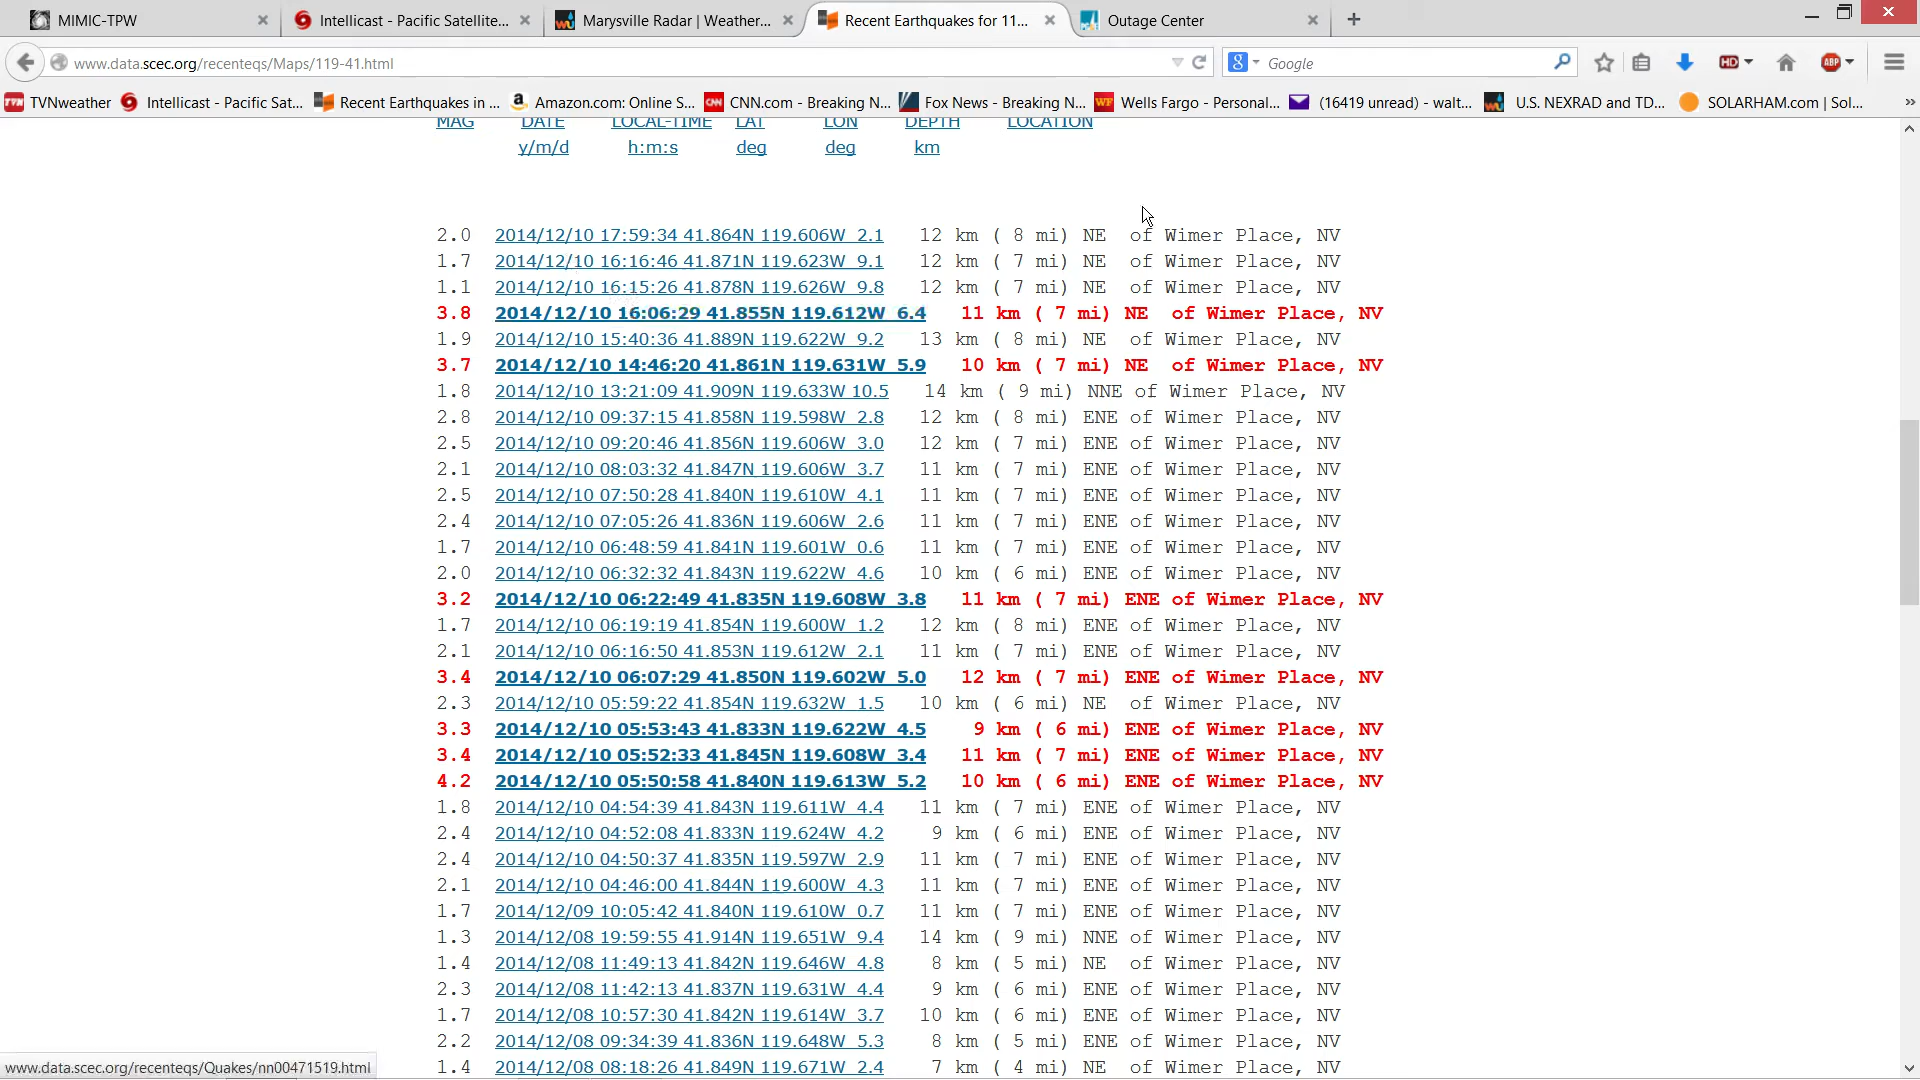 MIMIC-TPW
Intellicast - Pacific Satellite...
Marysville Radar | Weather...
Recent Earthquakes for 11...
Outage Center
www.data.scec.org/recenteqs/Maps/119-41.html
Google
HD
ABP
TVNweather
Intellicast - Pacific Sat...
Recent Earthquakes in ...
Amazon.com: Online S...
CNN.com - Breaking N...
Fox News - Breaking N...
Wells Fargo - Personal...
(16419 unread) - walt...
U.S. NEXRAD and TD...
SOLARHAM.com | Sol...
MAG DATE LOCAL-TIME LAT LON DEPTH LOCATION
y/m/d h:m:s deg deg km
2.0 2014/12/10 17:59:34 41.864N 119.606W 2.1 12 km ( 8 mi) NE of Wimer Place, NV
1.7 2014/12/10 16:16:46 41.871N 119.623W 9.1 12 km ( 7 mi) NE of Wimer Place, NV
1.1 2014/12/10 16:15:26 41.878N 119.626W 9.8 12 km ( 7 mi) NE of Wimer Place, NV
3.8 2014/12/10 16:06:29 41.855N 119.612W 6.4 11 km ( 7 mi) NE of Wimer Place, NV
1.9 2014/12/10 15:40:36 41.889N 119.622W 9.2 13 km ( 8 mi) NE of Wimer Place, NV
3.7 2014/12/10 14:46:20 41.861N 119.631W 5.9 10 km ( 7 mi) NE of Wimer Place, NV
1.8 2014/12/10 13:21:09 41.909N 119.633W 10.5 14 km ( 9 mi) NNE of Wimer Place, NV
2.8 2014/12/10 09:37:15 41.858N 119.598W 2.8 12 km ( 8 mi) ENE of Wimer Place, NV
2.5 2014/12/10 09:20:46 41.856N 119.606W 3.0 12 km ( 7 mi) ENE of Wimer Place, NV
2.1 2014/12/10 08:03:32 41.847N 119.606W 3.7 11 km ( 7 mi) ENE of Wimer Place, NV
2.5 2014/12/10 07:50:28 41.840N 119.610W 4.1 11 km ( 7 mi) ENE of Wimer Place, NV
2.4 2014/12/10 07:05:26 41.836N 119.606W 2.6 11 km ( 7 mi) ENE of Wimer Place, NV
1.7 2014/12/10 06:48:59 41.841N 119.601W 0.6 11 km ( 7 mi) ENE of Wimer Place, NV
2.0 2014/12/10 06:32:32 41.843N 119.622W 4.6 10 km ( 6 mi) ENE of Wimer Place, NV
3.2 2014/12/10 06:22:49 41.835N 119.608W 3.8 11 km ( 7 mi) ENE of Wimer Place, NV
1.7 2014/12/10 06:19:19 41.854N 119.600W 1.2 12 km ( 8 mi) ENE of Wimer Place, NV
2.1 2014/12/10 06:16:50 41.853N 119.612W 2.1 11 km ( 7 mi) ENE of Wimer Place, NV
3.4 2014/12/10 06:07:29 41.850N 119.602W 5.0 12 km ( 7 mi) ENE of Wimer Place, NV
2.3 2014/12/10 05:59:22 41.854N 119.632W 1.5 10 km ( 6 mi) NE of Wimer Place, NV
3.3 2014/12/10 05:53:43 41.833N 119.622W 4.5 9 km ( 6 mi) ENE of Wimer Place, NV
3.4 2014/12/10 05:52:33 41.845N 119.608W 3.4 11 km ( 7 mi) ENE of Wimer Place, NV
4.2 2014/12/10 05:50:58 41.840N 119.613W 5.2 10 km ( 6 mi) ENE of Wimer Place, NV
1.8 2014/12/10 04:54:39 41.843N 119.611W 4.4 11 km ( 7 mi) ENE of Wimer Place, NV
2.4 2014/12/10 04:52:08 41.833N 119.624W 4.2 9 km ( 6 mi) ENE of Wimer Place, NV
2.4 2014/12/10 04:50:37 41.835N 119.597W 2.9 11 km ( 7 mi) ENE of Wimer Place, NV
2.1 2014/12/10 04:46:00 41.844N 119.600W 4.3 11 km ( 7 mi) ENE of Wimer Place, NV
1.7 2014/12/09 10:05:42 41.840N 119.610W 0.7 11 km ( 7 mi) ENE of Wimer Place, NV
1.3 2014/12/08 19:59:55 41.914N 119.651W 9.4 14 km ( 9 mi) NNE of Wimer Place, NV
1.4 2014/12/08 11:49:13 41.842N 119.646W 4.8 8 km ( 5 mi) NE of Wimer Place, NV
2.3 2014/12/08 11:42:13 41.837N 119.631W 4.4 9 km ( 6 mi) ENE of Wimer Place, NV
1.7 2014/12/08 10:57:30 41.842N 119.614W 3.7 10 km ( 6 mi) ENE of Wimer Place, NV
2.2 2014/12/08 09:34:39 41.836N 119.648W 5.3 8 km ( 5 mi) ENE of Wimer Place, NV
1.4 2014/12/08 08:18:26 41.849N 119.671W 2.4 7 km ( 4 mi) NE of Wimer Place, NV
www.data.scec.org/recenteqs/Quakes/nn00471519.html